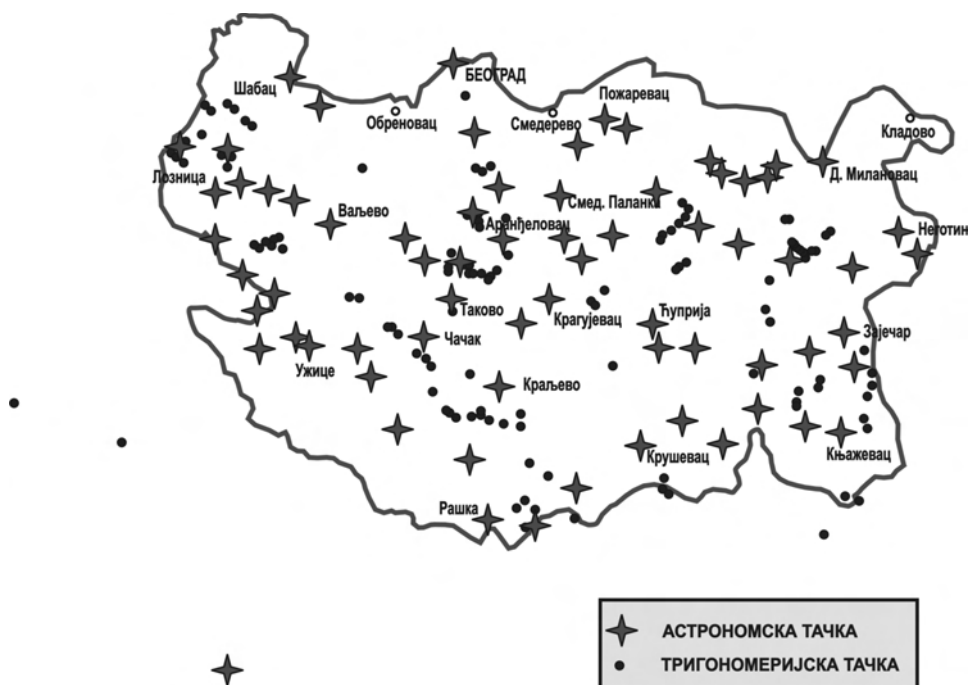 БЕОГРАД
Шабац
Пожаревац
Обреновац
Смедерево
Кладово
Лозница
Д. Милановац
Ваљево
Смед. Паланка
Аранђеловац
Неготин
Таково
Крагујевац
Ћуприја
Зајечар
Чачак
Ужице
Краљево
Крушевац
Књажевац
Рашка
АСТРОНОМСКА ТАЧКА
ТРИГОНОМЕРИЈСКА ТАЧКА